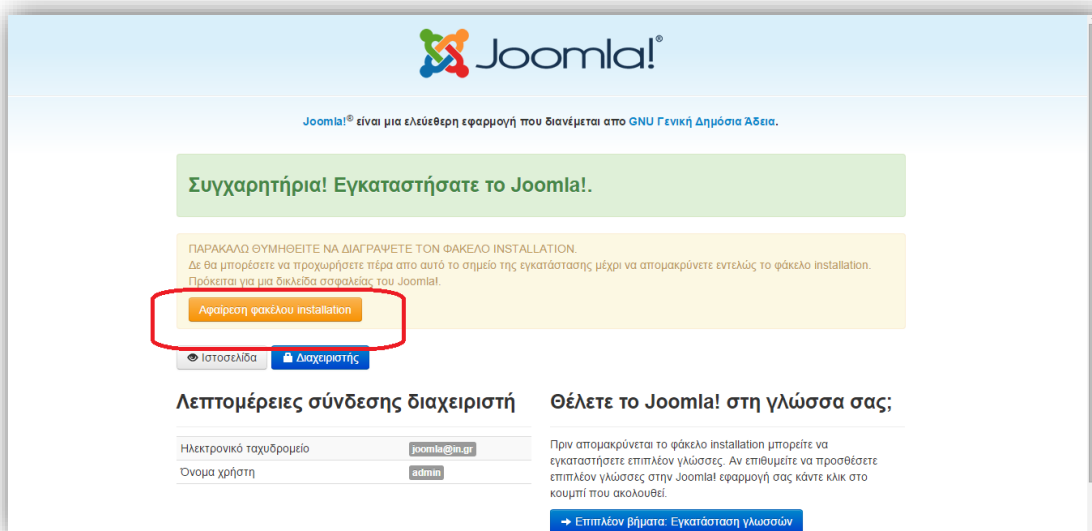 Joomla!®
Joomla!® είναι μια ελεύθερη εφαρμογή που διανέμεται απο GNU Γενική Δημόσια Άδεια.
Συγχαρητήρια! Εγκαταστήσατε το Joomla!.
ΠΑΡΑΚΑΛΩ ΘΥΜΗΘΕΙΤΕ ΝΑ ΔΙΑΓΡΑΨΕΤΕ ΤΟΝ ΦΑΚΕΛΟ INSTALLATION.
Δε θα μπορέσετε να προχωρήσετε πέρα απο αυτό το σημείο της εγκατάστασης μέχρι να απομακρύνετε εντελώς το φάκελο installation.
Πρόκειται για μια δικλείδα σσφαλείας του Joomla!.
Αφαίρεση φακέλου installation
Ιστοσελίδα
Διαχειριστής
Λεπτομέρειες σύνδεσης διαχειριστή
Ηλεκτρονικό ταχυδρομείο joomla@in.gr
Όνομα χρήστη admin
Θέλετε το Joomla! στη γλώσσα σας;
Πριν απομακρύνεται το φάκελο installation μπορείτε να
εγκαταστήσετε επιπλέον γλώσσες. Αν επιθυμείτε να προσθέσετε
επιπλέον γλώσσες στην Joomla! εφαρμογή σας κάντε κλικ στο
κουμπί που ακολουθεί.
Επιπλέον βήματα: Εγκατάσταση γλωσσών